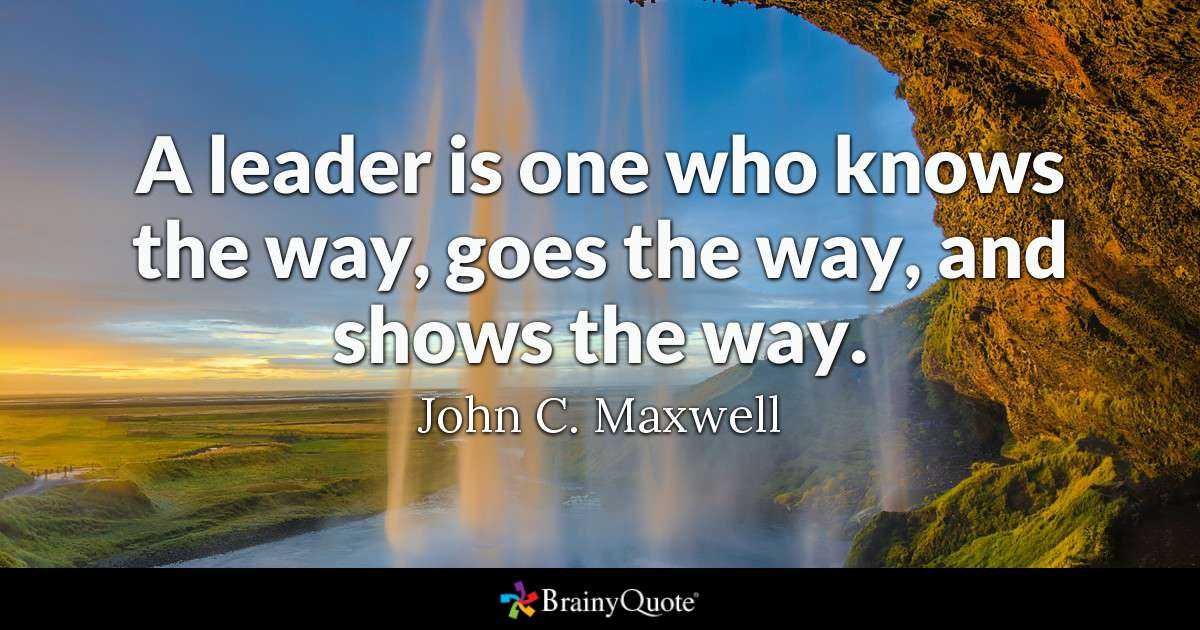 A leader is one who knows
the way, goes the way, and
shows the way.
John C. Maxwell
BrainyQuote®